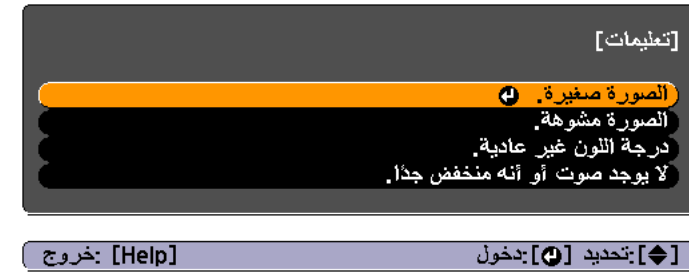 [تعليمات]
الصورة صغيرة.
الصورة مشوهة.
درجة اللون غير عادية.
لا يوجد صوت أو أنه منخفض جدًا.
[◆]:تحديد [↵]:دخول [Help] :خروج